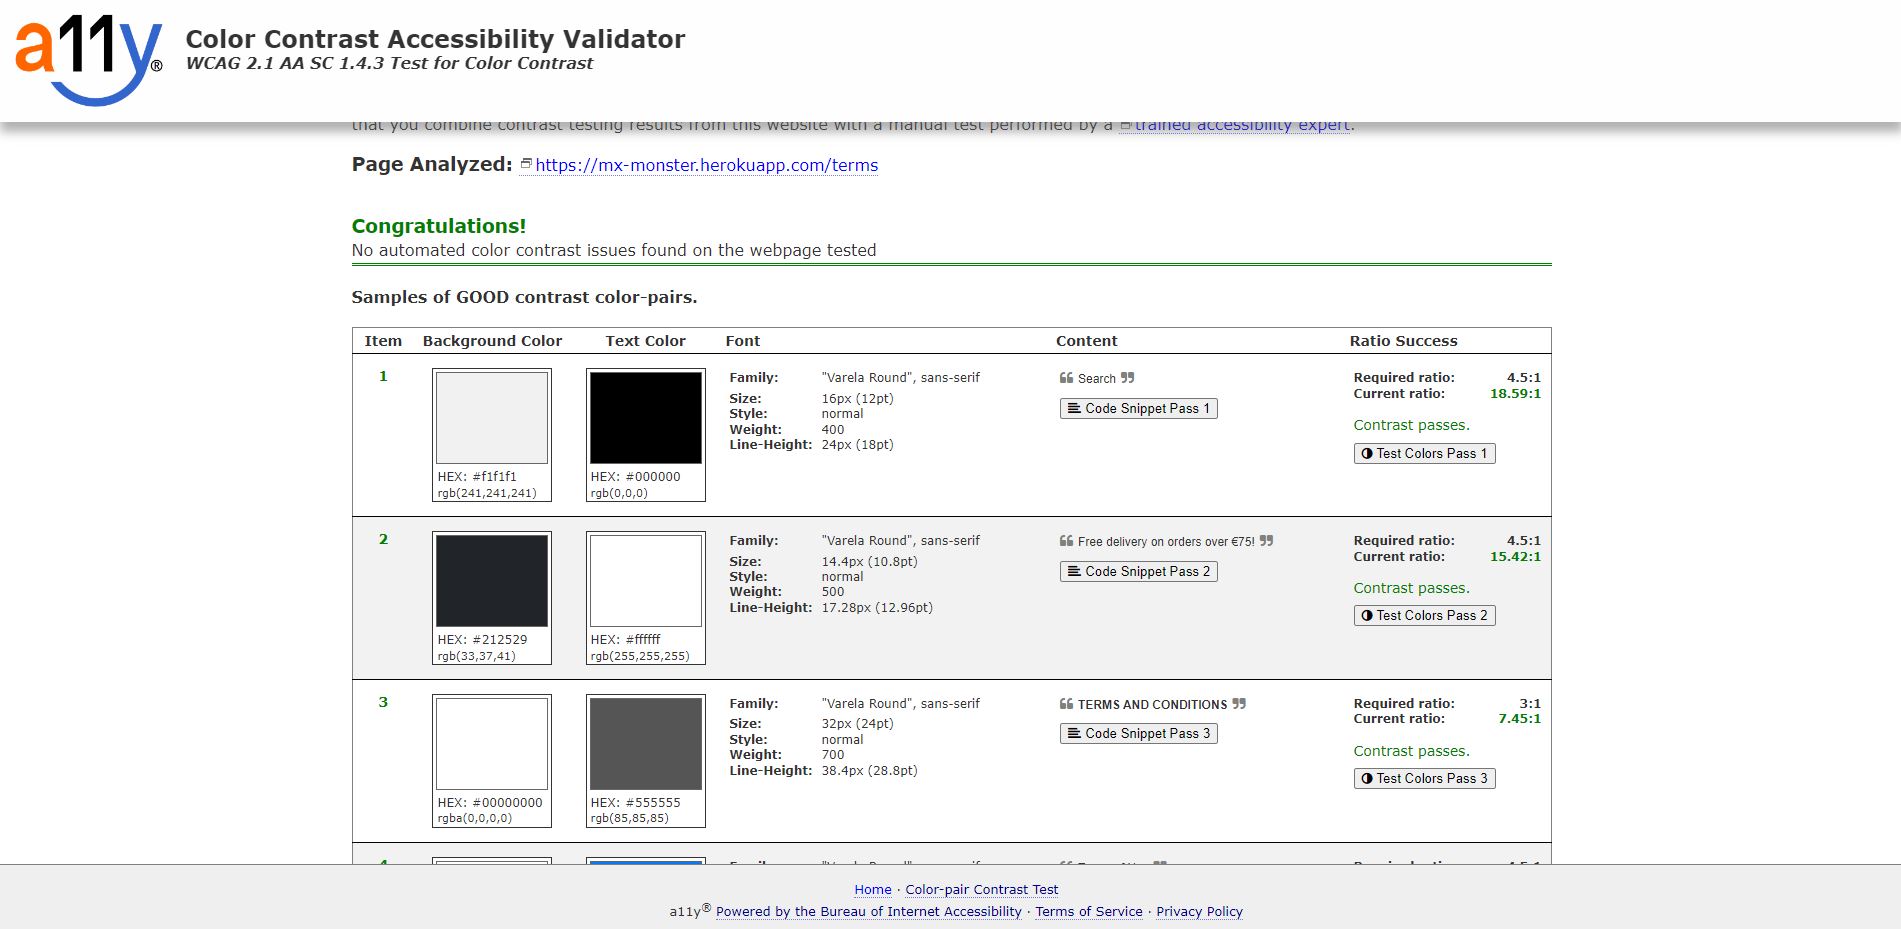 a11y®
Color Contrast Accessibility Validator
WCAG 2.1 AA SC 1.4.3 Test for Color Contrast
that you combine contrast testing results from this website with a manual test performed by a trained accessibility expert.
Page Analyzed: https://mx-monster.herokuapp.com/terms
Congratulations!
No automated color contrast issues found on the webpage tested
Samples of GOOD contrast color-pairs.
Item Background Color Text Color Font Content Ratio Success
1
HEX: #f1f1f1
rgb(241,241,241)
HEX: #000000
rgb(0,0,0)
Family: "Varela Round", sans-serif
Size: 16px (12pt)
Style: normal
Weight: 400
Line-Height: 24px (18pt)
❝ Search ❞
Code Snippet Pass 1
Required ratio: 4.5:1
Current ratio: 18.59:1
Contrast passes.
Test Colors Pass 1
2
HEX: #212529
rgb(33,37,41)
HEX: #ffffff
rgb(255,255,255)
Family: "Varela Round", sans-serif
Size: 14.4px (10.8pt)
Style: normal
Weight: 500
Line-Height: 17.28px (12.96pt)
❝ Free delivery on orders over €75! ❞
Code Snippet Pass 2
Required ratio: 4.5:1
Current ratio: 15.42:1
Contrast passes.
Test Colors Pass 2
3
HEX: #00000000
rgba(0,0,0,0)
HEX: #555555
rgb(85,85,85)
Family: "Varela Round", sans-serif
Size: 32px (24pt)
Style: normal
Weight: 700
Line-Height: 38.4px (28.8pt)
❝ TERMS AND CONDITIONS ❞
Code Snippet Pass 3
Required ratio: 3:1
Current ratio: 7.45:1
Contrast passes.
Test Colors Pass 3
Home · Color-pair Contrast Test
a11y® Powered by the Bureau of Internet Accessibility · Terms of Service · Privacy Policy